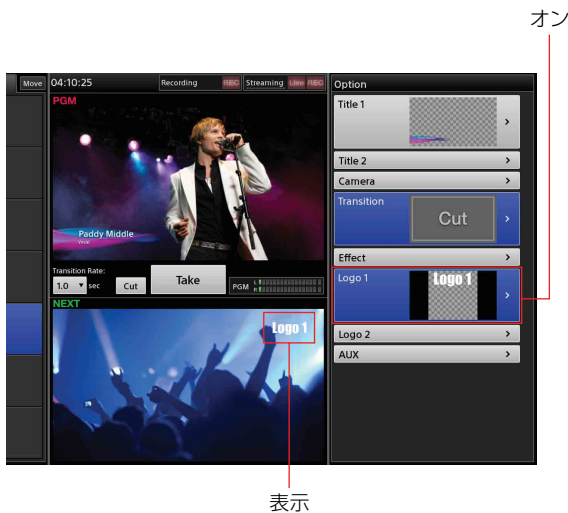 オン
Move
04:10:25
Recording
REC
Streaming
Live
REC
Option
PGM
Title 1
Title 2
Camera
Transition
Cut
Paddy Middle
Vocal
Effect
Transition Rate:
1.0
sec
Cut
Take
PGM
L
R
Logo 1
Logo 1
NEXT
Logo 1
Logo 2
AUX
表示